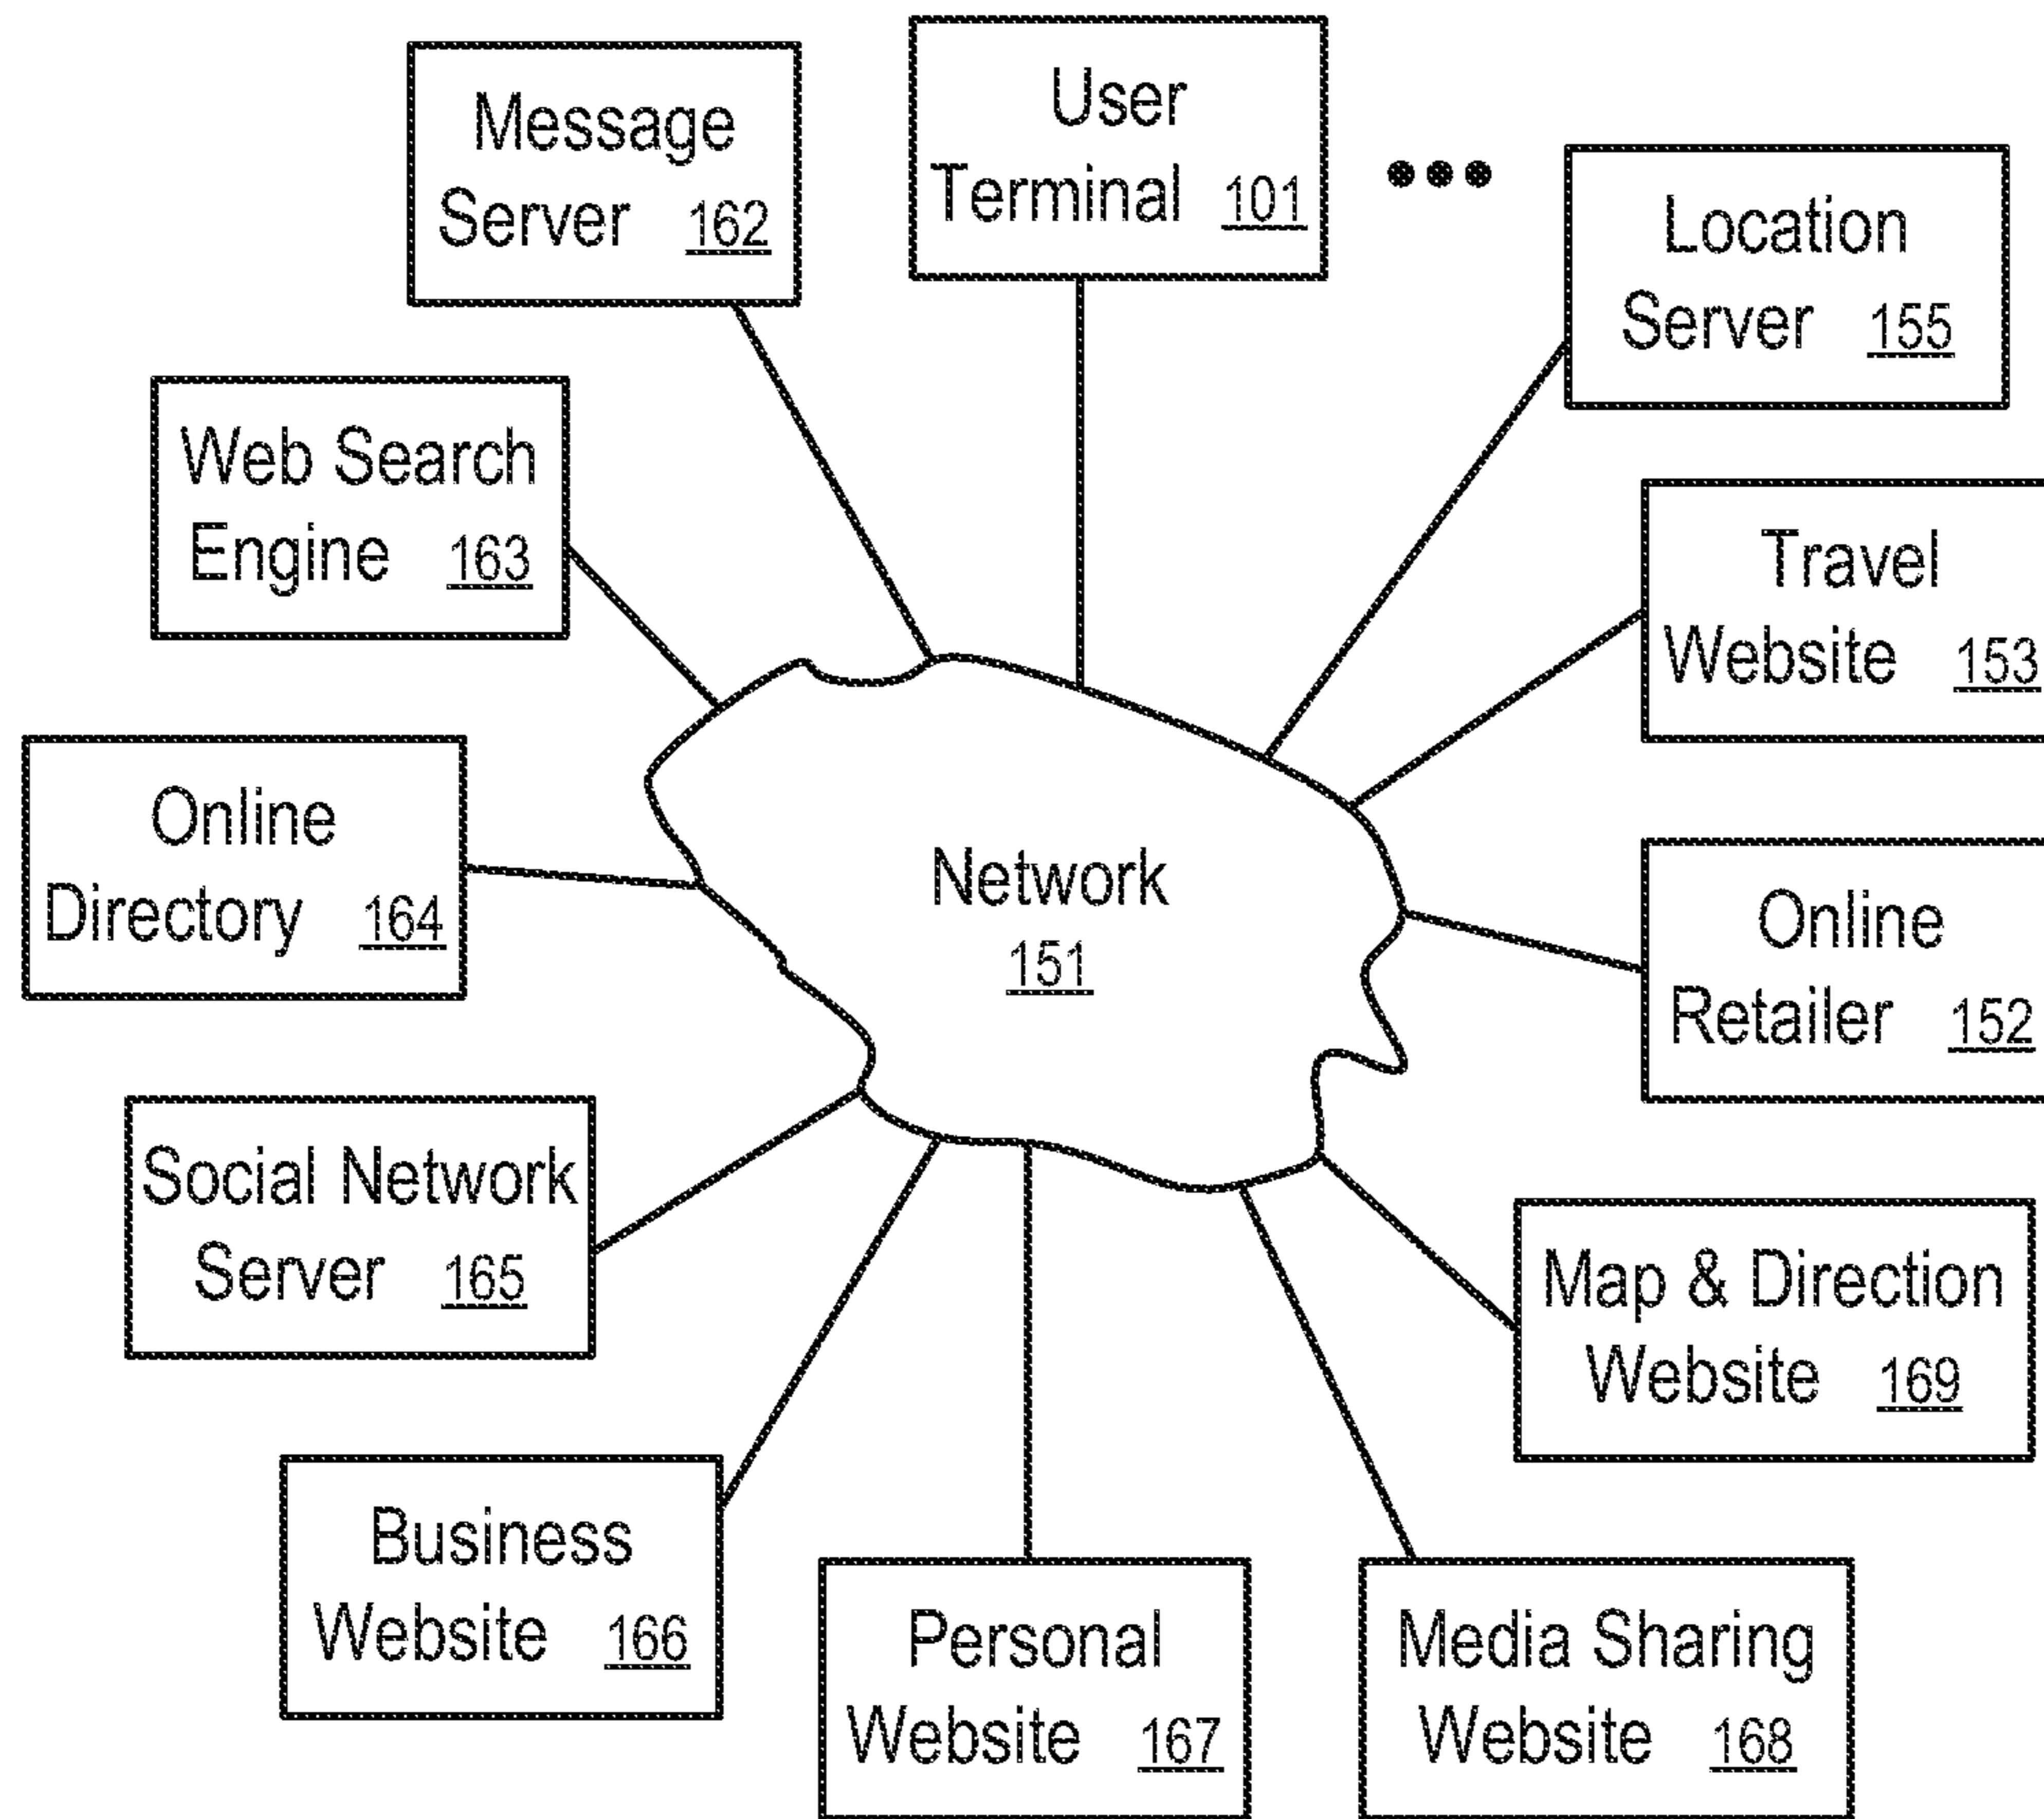 User
Terminal 101
Message
Server 162
Location
Server 155
Web Search
Engine 163
Travel
Website 153
Online
Directory 164
Network
151
Online
Retailer 152
Social Network
Server 165
Map & Direction
Website 169
Business
Website 166
Personal
Website 167
Media Sharing
Website 168